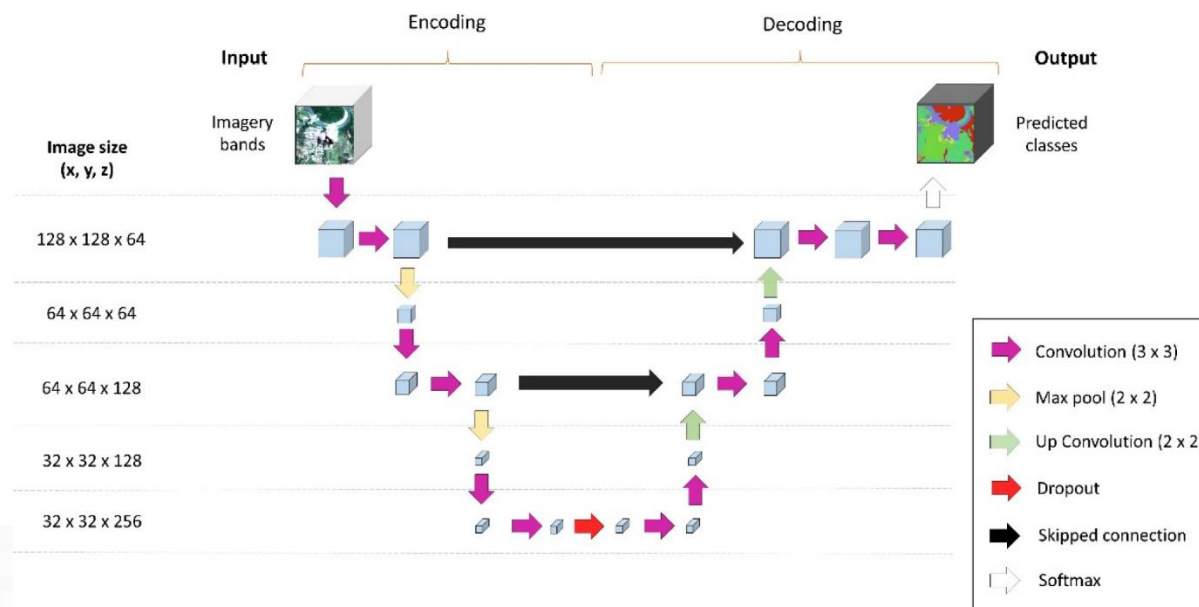 Encoding
Decoding
Input
Output
Imagery
bands
Predicted
classes
Image size
(x, y, z)
128 x 128 x 64
64 x 64 x 64
64 x 64 x 128
32 x 32 x 128
32 x 32 x 256
Convolution (3 x 3)
Max pool (2 x 2)
Up Convolution (2 x 2
Dropout
Skipped connection
Softmax